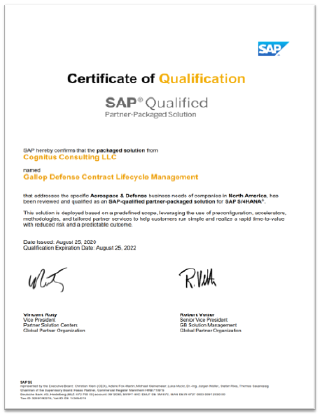 SAP
Certificate of Qualification
SAP® Qualified
Partner-Packaged Solution
SAP hereby confirms that the packaged solution from
Cognitus Consulting LLC
named
Gallop Defense Contract Lifecycle Management
that addresses the specific Aerospace & Defense business needs of companies in North America, has
been reviewed and qualified as an SAP-qualified partner-packaged solution for SAP S/4HANA®.
This solution is deployed based on a predefined scope, leveraging the use of preconfiguration, accelerators,
methodologies, and tailored partner services to help customers run simple and realize a rapid time-to-value
with reduced risk and a predictable outcome.
Date Issued: August 25, 2020
Qualification Expiration Date: August 25, 2022
Vice President
Senior Vice President
Partner Solution Centers
GB Solution Management
Global Partner Organization
Global Partner Organization
SAP SE